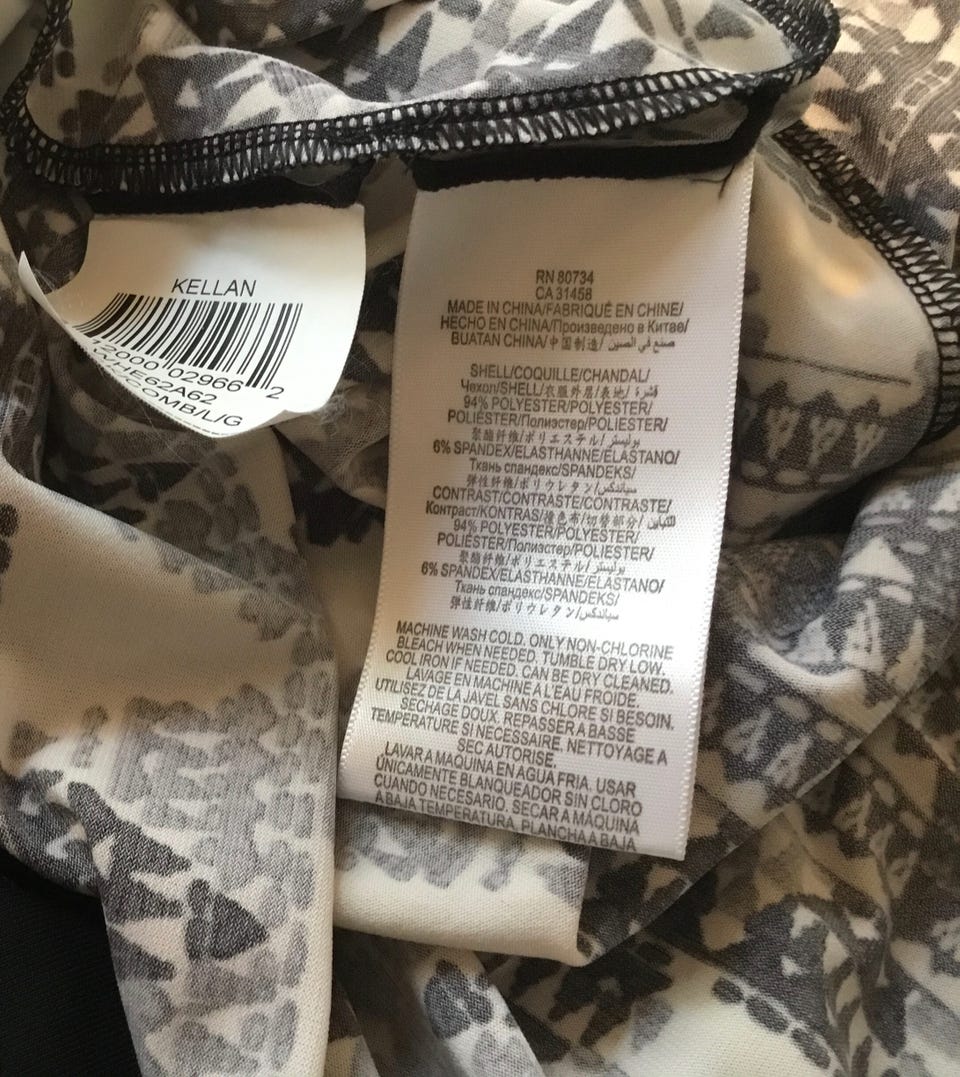 KELLAN
02966 2
RN 80734
CA 31458
MADE IN CHINA/FABRIQUÉ EN CHINE/
HECHO EN CHINA/Произведено в Китае/
BUATAN CHINA/中国制造/ صنع في الصين
SHELL/COQUILLE/CHANDAL/
Чехол/SHELL/衣服外层/表地/ قشرة /
94% POLYESTER/POLYESTER/
POLIÉSTER/Полиэстер/POLIESTER/
聚酯纤维/ポリエステル/ بوليستر /
6% SPANDEX/ELASTHANNE/ELASTANO/
Ткань спандекс/SPANDEKS/
弹性纤维/ポリウレタン/ سباندكس /
CONTRAST/CONTRASTE/CONTRASTE/
Контраст/KONTRAS/撞色布/切替部分/ للتباين /
94% POLYESTER/POLYESTER/
POLIÉSTER/Полиэстер/POLIESTER/
聚酯纤维/ポリエステル/ بوليستر /
6% SPANDEX/ELASTHANNE/ELASTANO/
Ткань спандекс/SPANDEKS/
弹性纤维/ポリウレタン/ سباندكس /
MACHINE WASH COLD. ONLY NON-CHLORINE
BLEACH WHEN NEEDED. TUMBLE DRY LOW.
COOL IRON IF NEEDED. CAN BE DRY CLEANED.
LAVAGE EN MACHINE A L'EAU FROIDE.
UTILISEZ DE LA JAVEL SANS CHLORE SI BESOIN.
SECHAGE DOUX. REPASSER A BASSE
TEMPERATURE SI NECESSAIRE. NETTOYAGE A
SEC AUTORISE.
LAVAR A MAQUINA EN AGUA FRIA. USAR
ÚNICAMENTE BLANQUEADOR SIN CLORO
CUANDO NECESARIO. SECAR A MÁQUINA
A BAJA TEMPERATURA. PLANCHA A BAJA